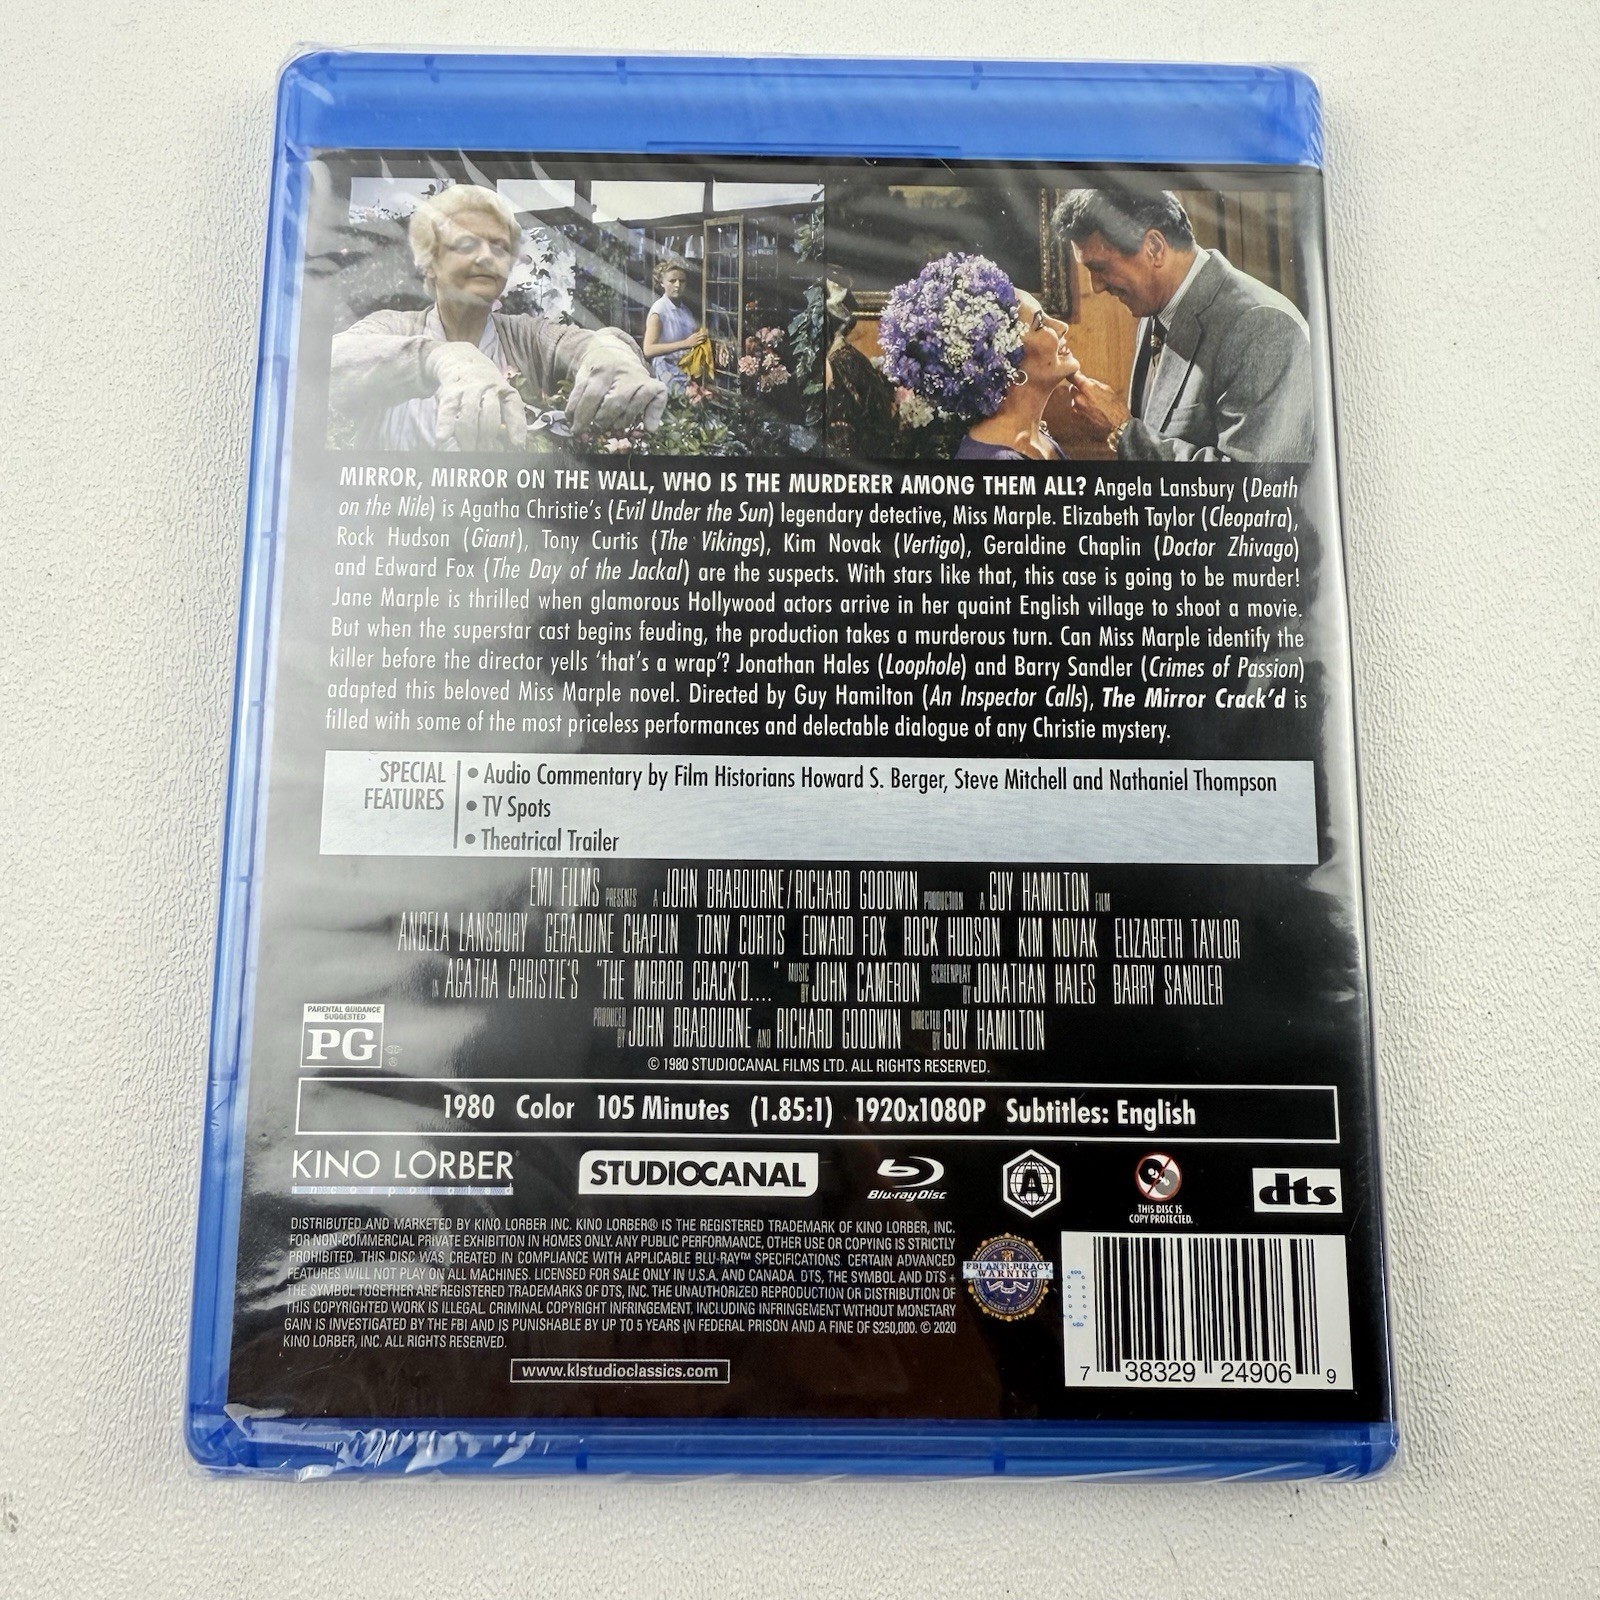 MIRROR, MIRROR ON THE WALL, WHO IS THE MURDERER AMONG THEM ALL? Angela Lansbury (Death
on the Nile) is Agatha Christie's (Evil Under the Sun) legendary detective, Miss Marple. Elizabeth Taylor (Cleopatra),
Rock Hudson (Giant), Tony Curtis (The Vikings), Kim Novak (Vertigo), Geraldine Chaplin (Doctor Zhivago)
and Edward Fox (The Day of the Jackal) are the suspects. With stars like that, this case is going to be murder!
Jane Marple is thrilled when glamorous Hollywood actors arrive in her quaint English village to shoot a movie.
But when the superstar cast begins feuding, the production takes a murderous turn. Can Miss Marple identify the
killer before the director yells 'that's a wrap'? Jonathan Hales (Loophole) and Barry Sandler (Crimes of Passion)
adapted this beloved Miss Marple novel. Directed by Guy Hamilton (An Inspector Calls), The Mirror Crack'd is
filled with some of the most priceless performances and delectable dialogue of any Christie mystery.
SPECIAL FEATURES
• Audio Commentary by Film Historians Howard S. Berger, Steve Mitchell and Nathaniel Thompson
• TV Spots
• Theatrical Trailer
EMI FILMS PRESENTS A JOHN BRABOURNE/RICHARD GOODWIN PRODUCTION A GUY HAMILTON FILM
ANGELA LANSBURY GERALDINE CHAPLIN TONY CURTIS EDWARD FOX ROCK HUDSON KIM NOVAK ELIZABETH TAYLOR
IN AGATHA CHRISTIE'S "THE MIRROR CRACK'D...." MUSIC BY JOHN CAMERON SCREENPLAY BY JONATHAN HALES BARRY SANDLER
PRODUCED BY JOHN BRABOURNE AND RICHARD GOODWIN DIRECTED BY GUY HAMILTON
© 1980 STUDIOCANAL FILMS LTD. ALL RIGHTS RESERVED.
PARENTAL GUIDANCE SUGGESTED
PG
1980 Color 105 Minutes (1.85:1) 1920x1080P Subtitles: English
KINO LORBER
incorporated
STUDIOCANAL
Blu-ray Disc
A
THIS DISC IS
COPY PROTECTED.
dts
DISTRIBUTED AND MARKETED BY KINO LORBER INC. KINO LORBER® IS THE REGISTERED TRADEMARK OF KINO LORBER, INC.
FOR NON-COMMERCIAL PRIVATE EXHIBITION IN HOMES ONLY. ANY PUBLIC PERFORMANCE, OTHER USE OR COPYING IS STRICTLY
PROHIBITED. THIS DISC WAS CREATED IN COMPLIANCE WITH APPLICABLE BLU-RAY™ SPECIFICATIONS. CERTAIN ADVANCED
FEATURES WILL NOT PLAY ON ALL MACHINES. LICENSED FOR SALE ONLY IN U.S.A. AND CANADA. DTS, THE SYMBOL AND DTS +
THE SYMBOL TOGETHER ARE REGISTERED TRADEMARKS OF DTS, INC. THE UNAUTHORIZED REPRODUCTION OR DISTRIBUTION OF
THIS COPYRIGHTED WORK IS ILLEGAL. CRIMINAL COPYRIGHT INFRINGEMENT, INCLUDING INFRINGEMENT WITHOUT MONETARY
GAIN IS INVESTIGATED BY THE FBI AND IS PUNISHABLE BY UP TO 5 YEARS IN FEDERAL PRISON AND A FINE OF $250,000. © 2020
KINO LORBER, INC. ALL RIGHTS RESERVED.
FBI ANTI-PIRACY
WARNING
www.klstudioclassics.com
7 38329 24906 9